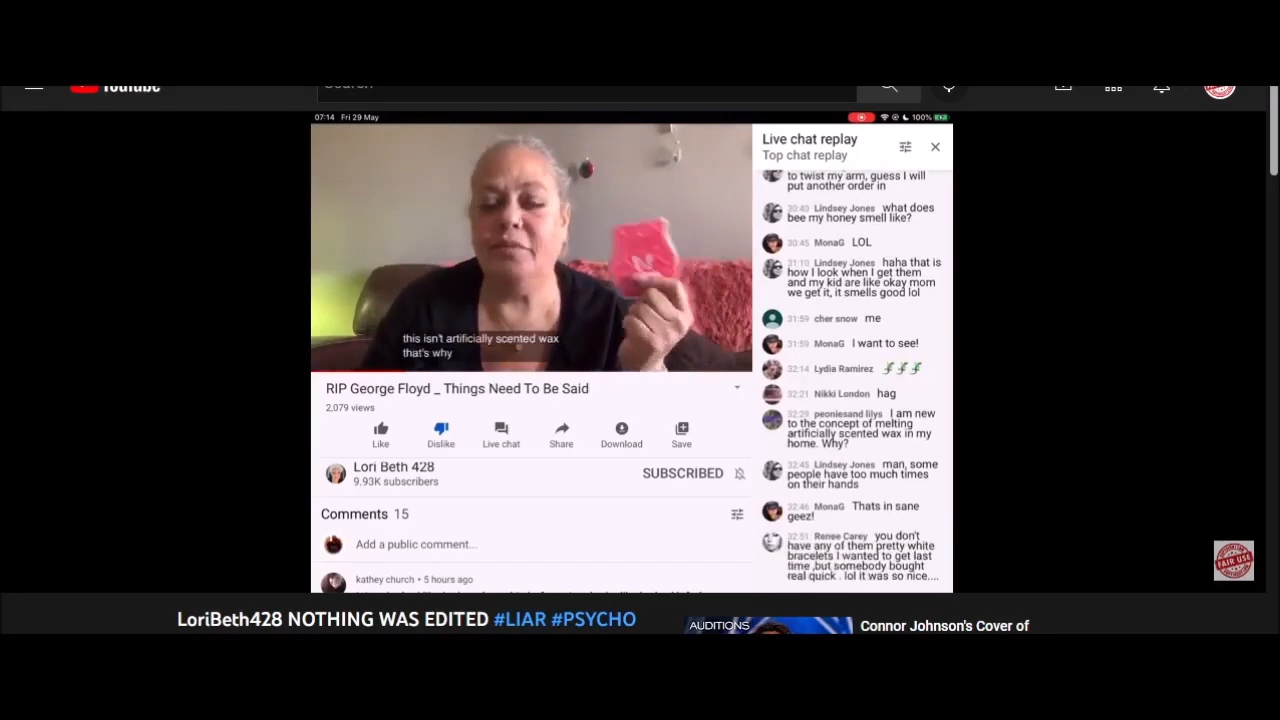 YouTube
Search
07:14 Fri 29 May
100%
this isn't artificially scented wax
that's why
RIP George Floyd _ Things Need To Be Said
2,079 views
Like Dislike Live chat Share Download Save
Lori Beth 428
9.93K subscribers
SUBSCRIBED
Comments 15
Add a public comment...
kathey church • 5 hours ago
Live chat replay
Top chat replay
to twist my arm, guess I will
put another order in
30:40 Lindsey Jones what does
bee my honey smell like?
30:45 MonaG LOL
31:10 Lindsey Jones haha that is
how I look when I get them
and my kid are like okay mom
we get it, it smells good lol
31:59 cher snow me
31:59 MonaG I want to see!
32:14 Lydia Ramirez
32:21 Nikki London hag
32:29 peoniesand lilys I am new
to the concept of melting
artificially scented wax in my
home. Why?
32:45 Lindsey Jones man, some
people have too much times
on their hands
32:46 MonaG Thats in sane
geez!
32:51 Renee Carey you don't
have any of them pretty white
bracelets I wanted to get last
time ,but somebody bought
real quick . lol it was so nice....
FAIR USE
LoriBeth428 NOTHING WAS EDITED #LIAR #PSYCHO
AUDITIONS
Connor Johnson's Cover of